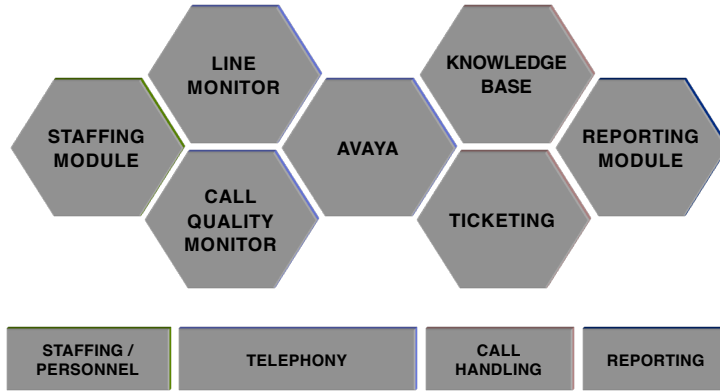 LINE
MONITOR
KNOWLEDGE
BASE
STAFFING
MODULE
AVAYA
REPORTING
MODULE
CALL
QUALITY
MONITOR
TICKETING
STAFFING /
PERSONNEL
TELEPHONY
CALL
HANDLING
REPORTING